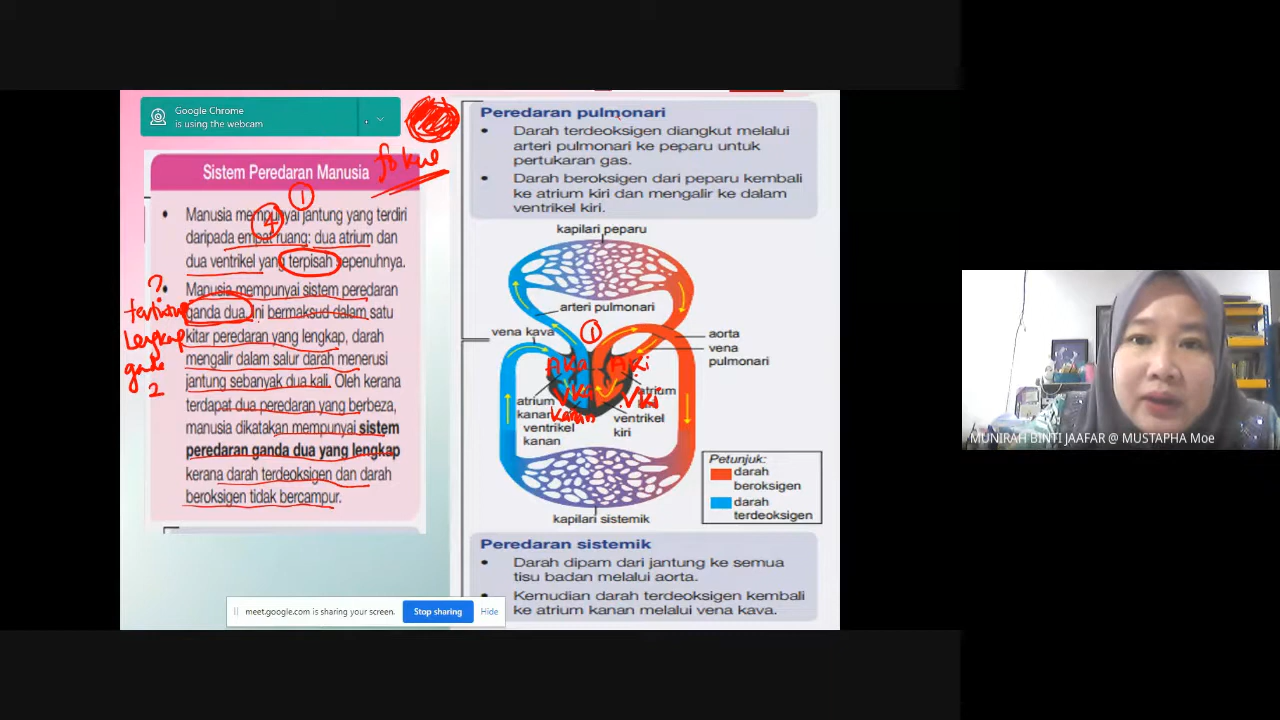 Google Chrome
is using the webcam
fokus
Sistem Peredaran Manusia
1
• Manusia mempunyai jantung yang terdiri
4
daripada empat ruang: dua atrium dan
dua ventrikel yang terpisah sepenuhnya.
?
• Manusia mempunyai sistem peredaran
ganda dua. Ini bermaksud dalam satu
kitar peredaran yang lengkap, darah
mengalir dalam salur darah menerusi
jantung sebanyak dua kali. Oleh kerana
terdapat dua peredaran yang berbeza,
manusia dikatakan mempunyai sistem
peredaran ganda dua yang lengkap
kerana darah terdeoksigen dan darah
beroksigen tidak bercampur.
lengkap
2
Peredaran pulmonari
• Darah terdeoksigen diangkut melalui
arteri pulmonari ke peparu untuk
pertukaran gas.
• Darah beroksigen dari peparu kembali
ke atrium kiri dan mengalir ke dalam
ventrikel kiri.
kapilari peparu
arteri pulmonari
vena kava
1
aorta
vena
pulmonari
AKa
AKi
atrium
kanan
atrium
VKa
VKi
kanan
ventrikel
kanan
ventrikel
kiri
kapilari sistemik
Petunjuk:
darah
beroksigen
darah
terdeoksigen
Peredaran sistemik
• Darah dipam dari jantung ke semua
tisu badan melalui aorta.
• Kemudian darah terdeoksigen kembali
ke atrium kanan melalui vena kava.
meet.google.com is sharing your screen.
Stop sharing
Hide
MUNIRAH BINTI JAAFAR @ MUSTAPHA Moe